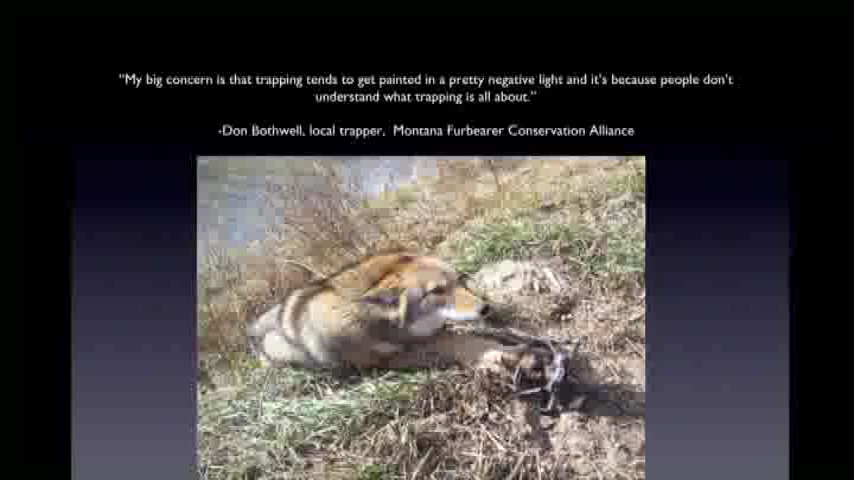 "My big concern is that trapping tends to get painted in a pretty negative light and it's because people don't
understand what trapping is all about."
-Don Bothwell, local trapper, Montana Furbearer Conservation Alliance